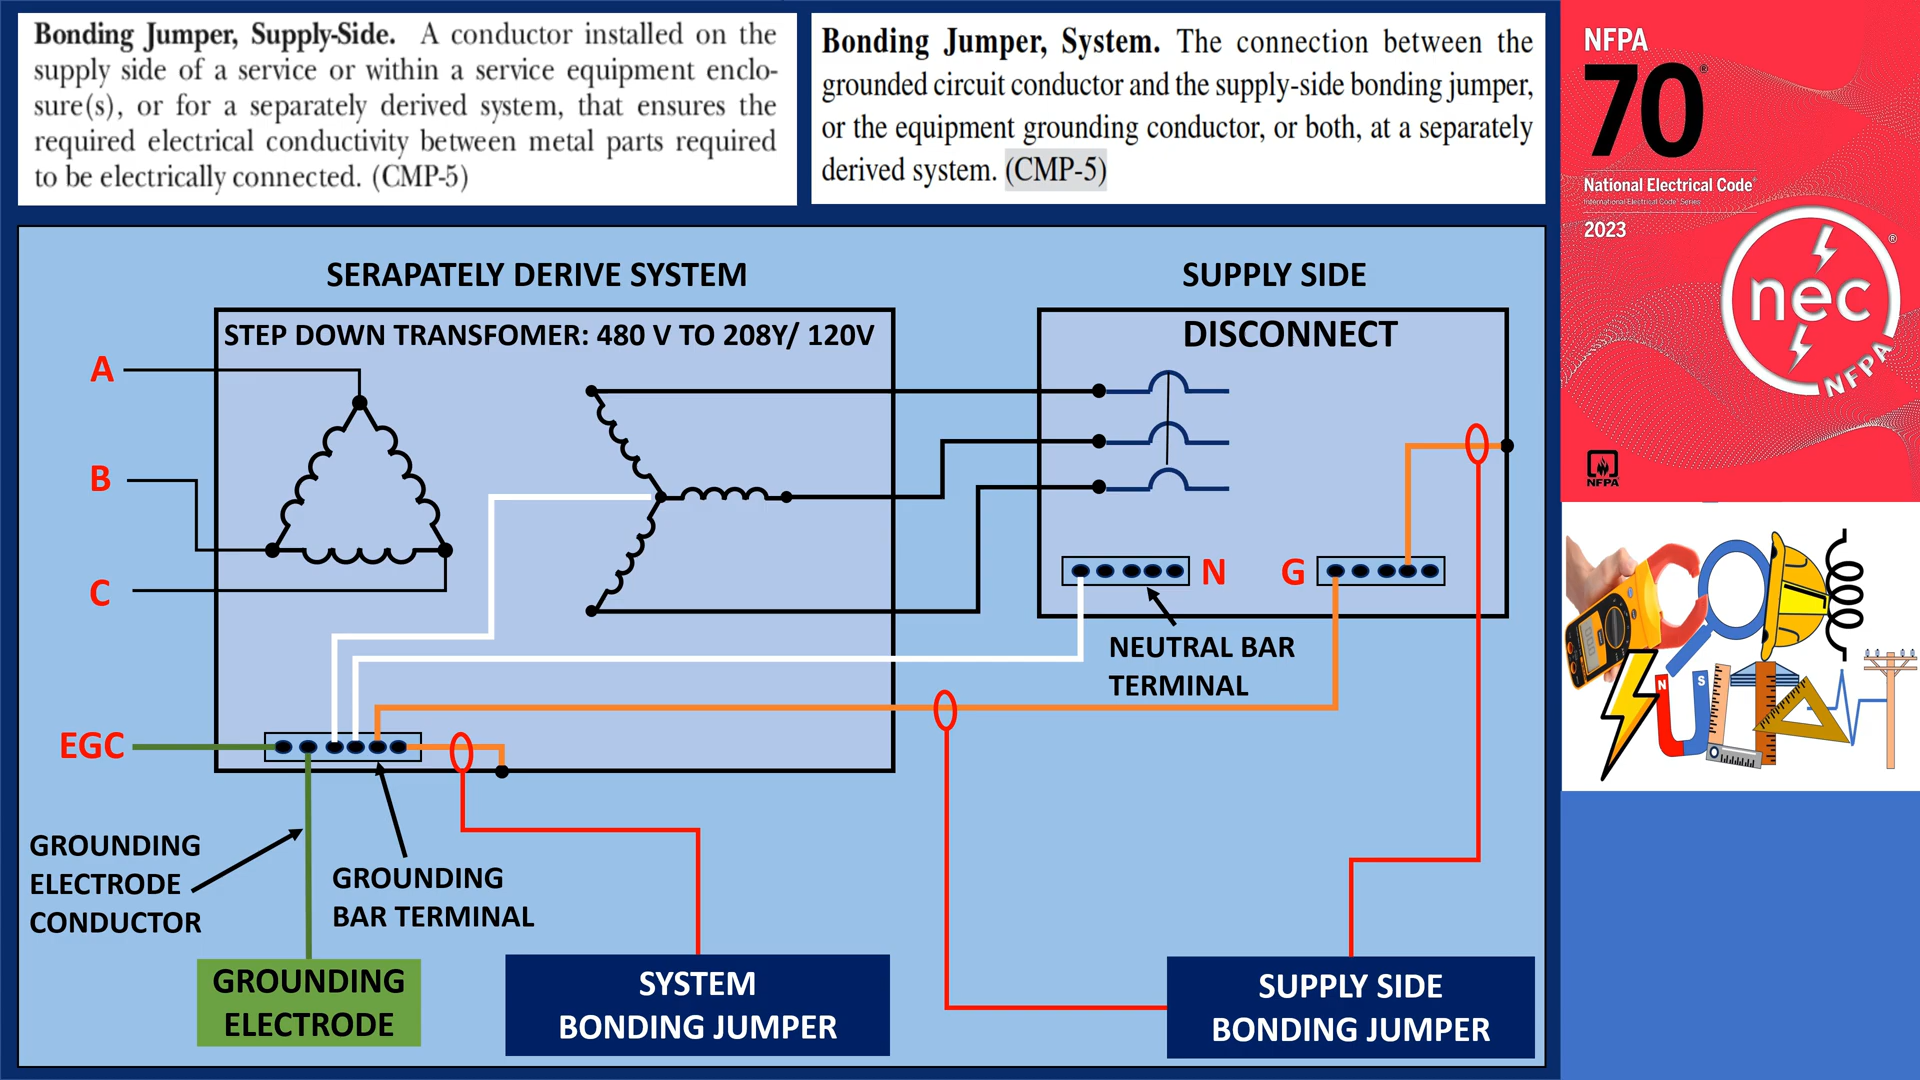 Bonding Jumper, Supply-Side. A conductor installed on the
supply side of a service or within a service equipment enclo-
sure(s), or for a separately derived system, that ensures the
required electrical conductivity between metal parts required
to be electrically connected. (CMP-5)
Bonding Jumper, System. The connection between the
grounded circuit conductor and the supply-side bonding jumper,
or the equipment grounding conductor, or both, at a separately
derived system. (CMP-5)
NFPA
70®
National Electrical Code®
International Electrical Code® Series
2023
nec
®
NFPA
NFPA
SERAPATELY DERIVE SYSTEM
SUPPLY SIDE
STEP DOWN TRANSFOMER: 480 V TO 208Y/ 120V
DISCONNECT
A
B
C
N
G
NEUTRAL BAR
TERMINAL
EGC
GROUNDING
ELECTRODE
CONDUCTOR
GROUNDING
BAR TERMINAL
GROUNDING
ELECTRODE
SYSTEM
BONDING JUMPER
SUPPLY SIDE
BONDING JUMPER
N
S